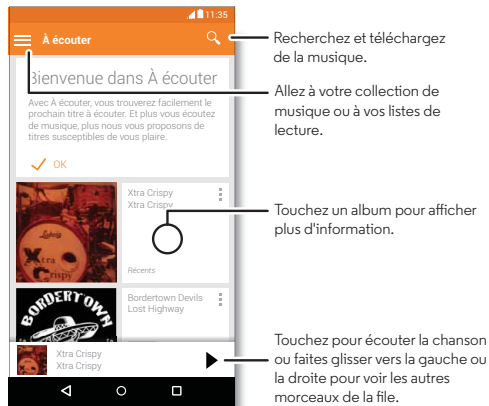 11:35
À écouter
Bienvenue dans À écouter
Avec À écouter, vous trouverez facilement le
prochain titre à écouter. Et plus vous écoutez
de musique, plus nous vous proposons de
titres susceptibles de vous plaire.
OK
Ludwig
Xtra
Crispy
Xtra Crispy
Xtra Crispy
Récents
BORDERTOWN
Bordertown Devils
Lost Highway
Xtra Crispy
Xtra Crispy
Recherchez et téléchargez
de la musique.
Allez à votre collection de
musique ou à vos listes de
lecture.
Touchez un album pour afficher
plus d'information.
Touchez pour écouter la chanson
ou faites glisser vers la gauche ou
la droite pour voir les autres
morceaux de la file.